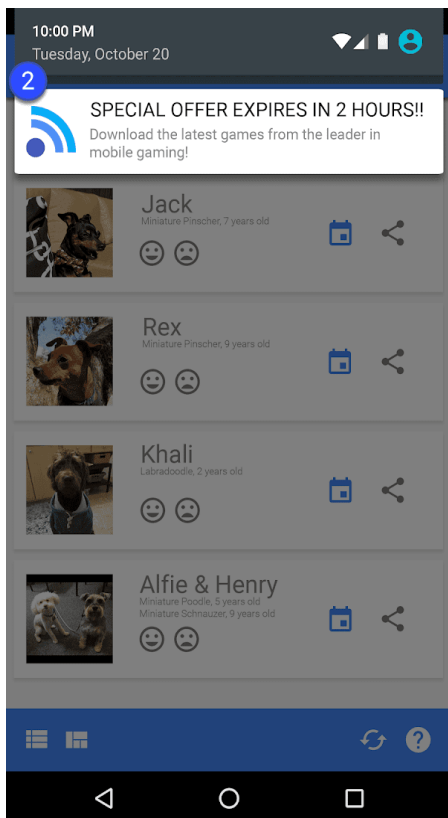 10:00 PM
Tuesday, October 20
2
SPECIAL OFFER EXPIRES IN 2 HOURS!!
Download the latest games from the leader in
mobile gaming!
Jack
Miniature Pinscher, 7 years old
Rex
Miniature Pinscher, 9 years old
Khali
Labradoodle, 2 years old
Alfie & Henry
Miniature Poodle, 5 years old
Miniature Schnauzer, 9 years old
?